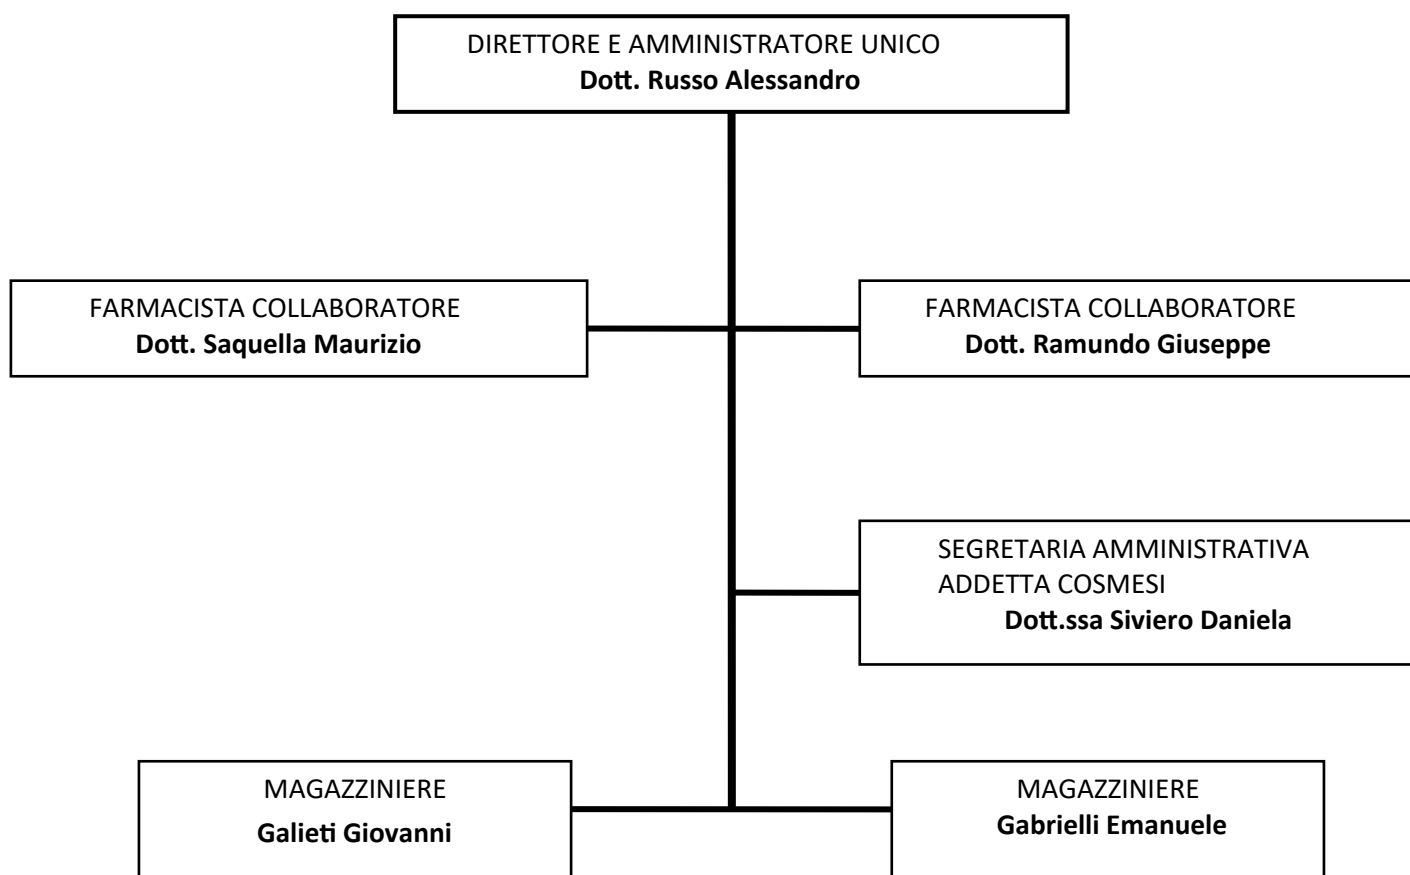 DIRETTORE E AMMINISTRATORE UNICO
Dott. Russo Alessandro
FARMACISTA COLLABORATORE
Dott. Saquella Maurizio
FARMACISTA COLLABORATORE
Dott. Ramundo Giuseppe
SEGRETARIA AMMINISTRATIVA
ADDETTA COSMESI
Dott.ssa Siviero Daniela
MAGAZZINIERE
Galieti Giovanni
MAGAZZINIERE
Gabrielli Emanuele